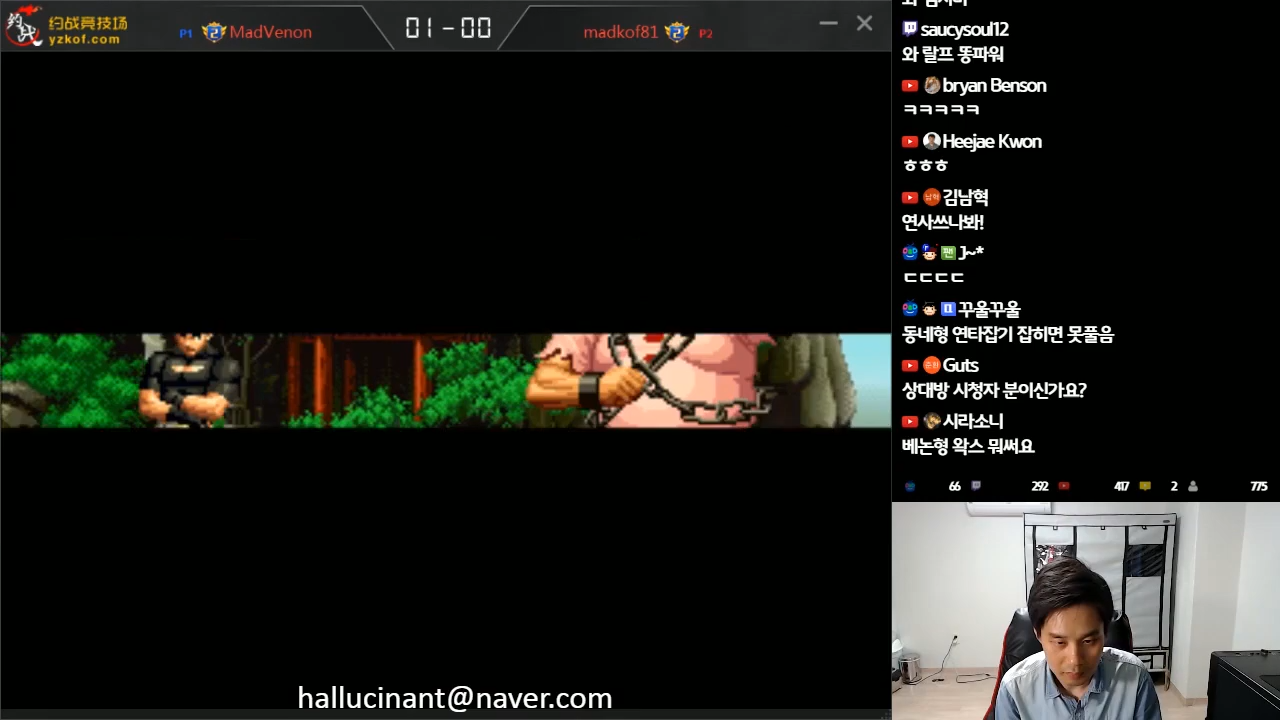 约战竞技场
yzkof.com
P1 2 MadVenon
01-00
madkof81 2 P2
saucysoul12
와 랄프 똥파워
bryan Benson
ㅋㅋㅋㅋㅋ
Heejae Kwon
ㅎㅎㅎ
김남혁
연사쓰나봐!
팬 J~*
ㄷㄷㄷㄷ
꾸울꾸울
동네형 연타잡기 잡히면 못풀음
Guts
상대방 시청자 분이신가요?
시라소니
베논형 왁스 뭐써요
66 292 417 2 775
hallucinant@naver.com